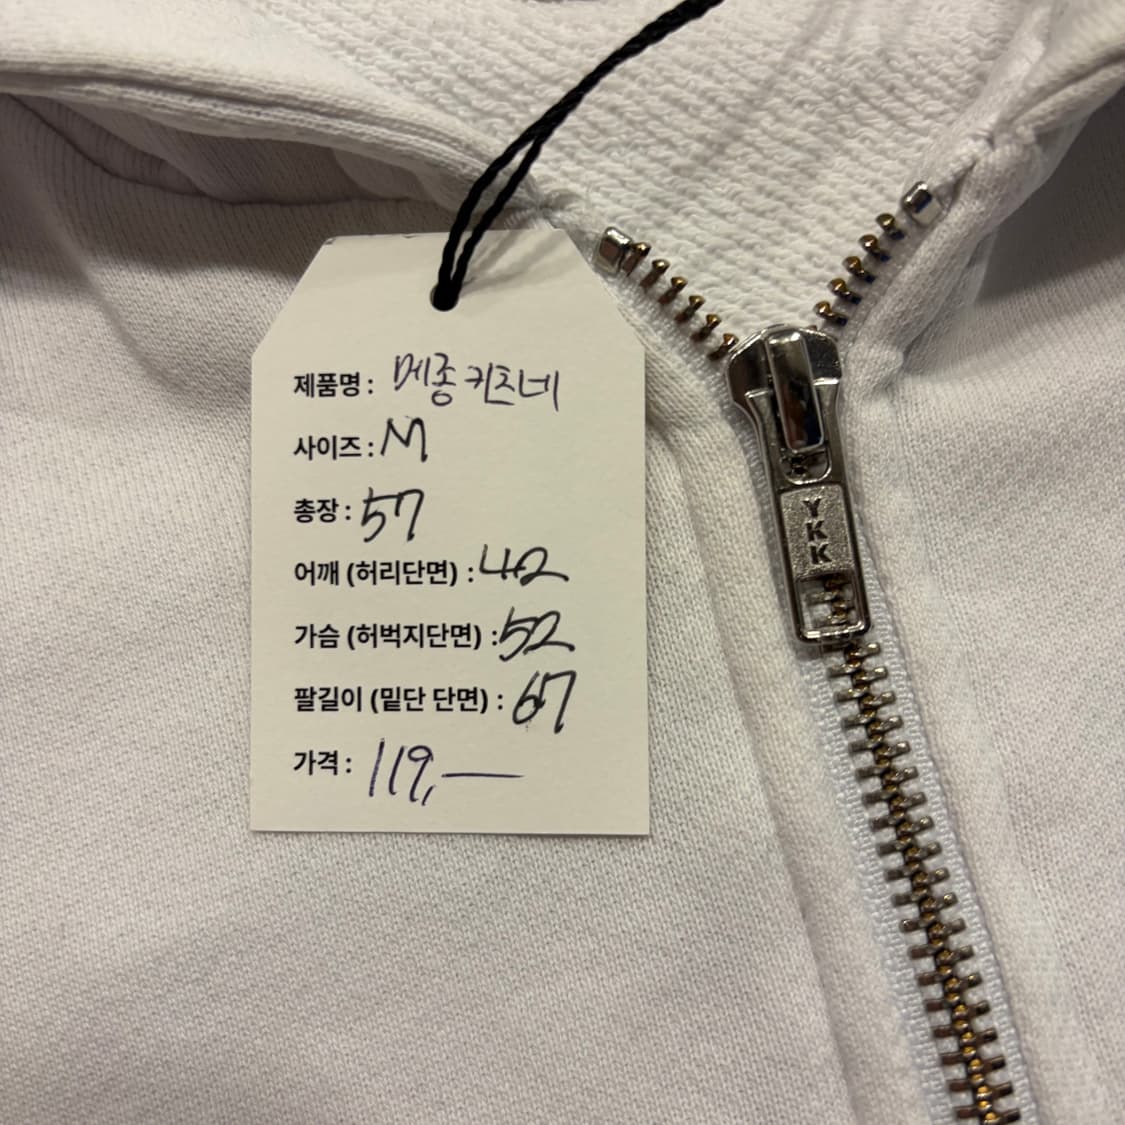 제품명 : 메종키츠네
사이즈 : M
총장 : 57
어깨 (허리단면) : 42
가슴 (허벅지단면) : 52
팔길이 (밑단 단면) : 67
가격 : 119,—
YKK